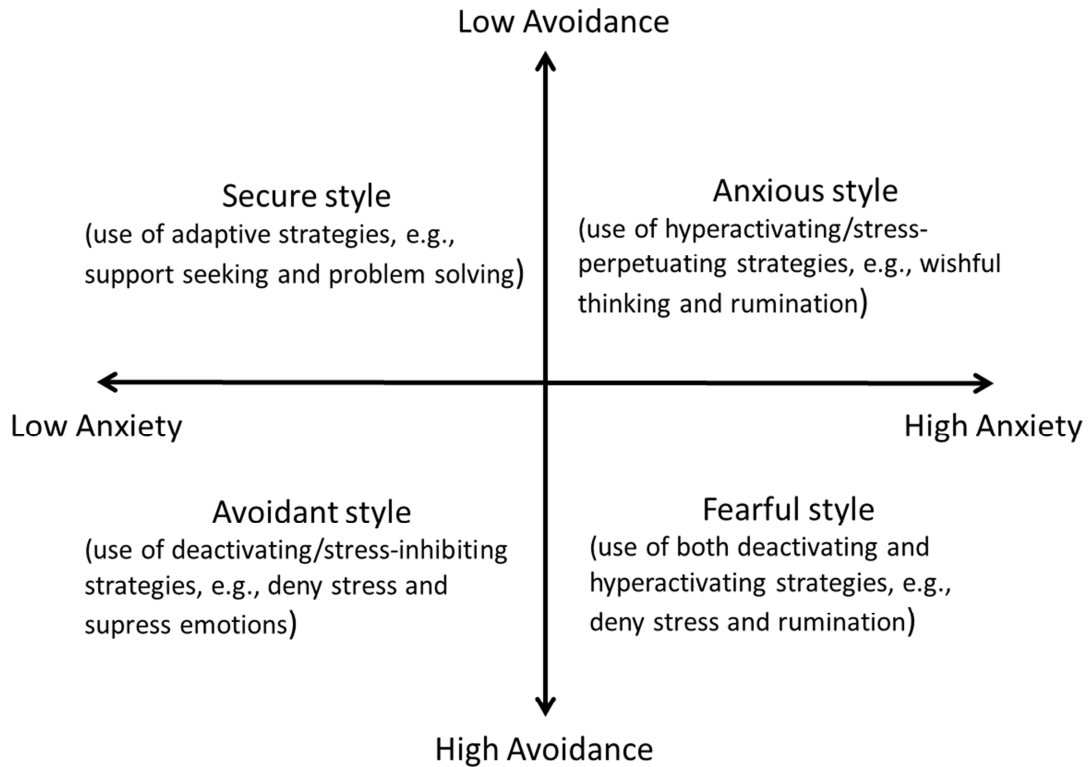 Low Avoidance
Secure style
(use of adaptive strategies, e.g.,
support seeking and problem solving)
Anxious style
(use of hyperactivating/stress-
perpetuating strategies, e.g., wishful
thinking and rumination)
Low Anxiety
High Anxiety
Avoidant style
(use of deactivating/stress-inhibiting
strategies, e.g., deny stress and
supress emotions)
Fearful style
(use of both deactivating and
hyperactivating strategies, e.g.,
deny stress and rumination)
High Avoidance